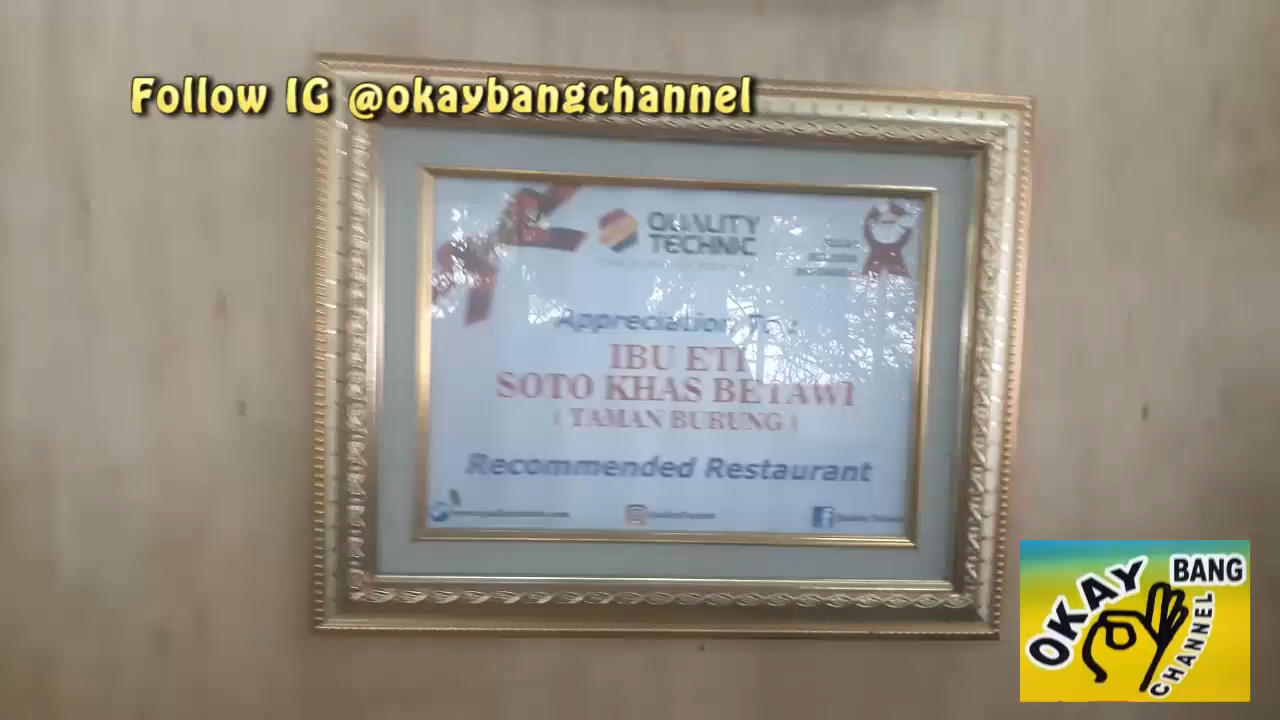 Follow IG @okaybangchannel
QUALITY
TECHNIC
Appreciation To :
IBU ETI
SOTO KHAS BETAWI
( TAMAN BURUNG )
Recommended Restaurant
OKAY
BANG
CHANNEL